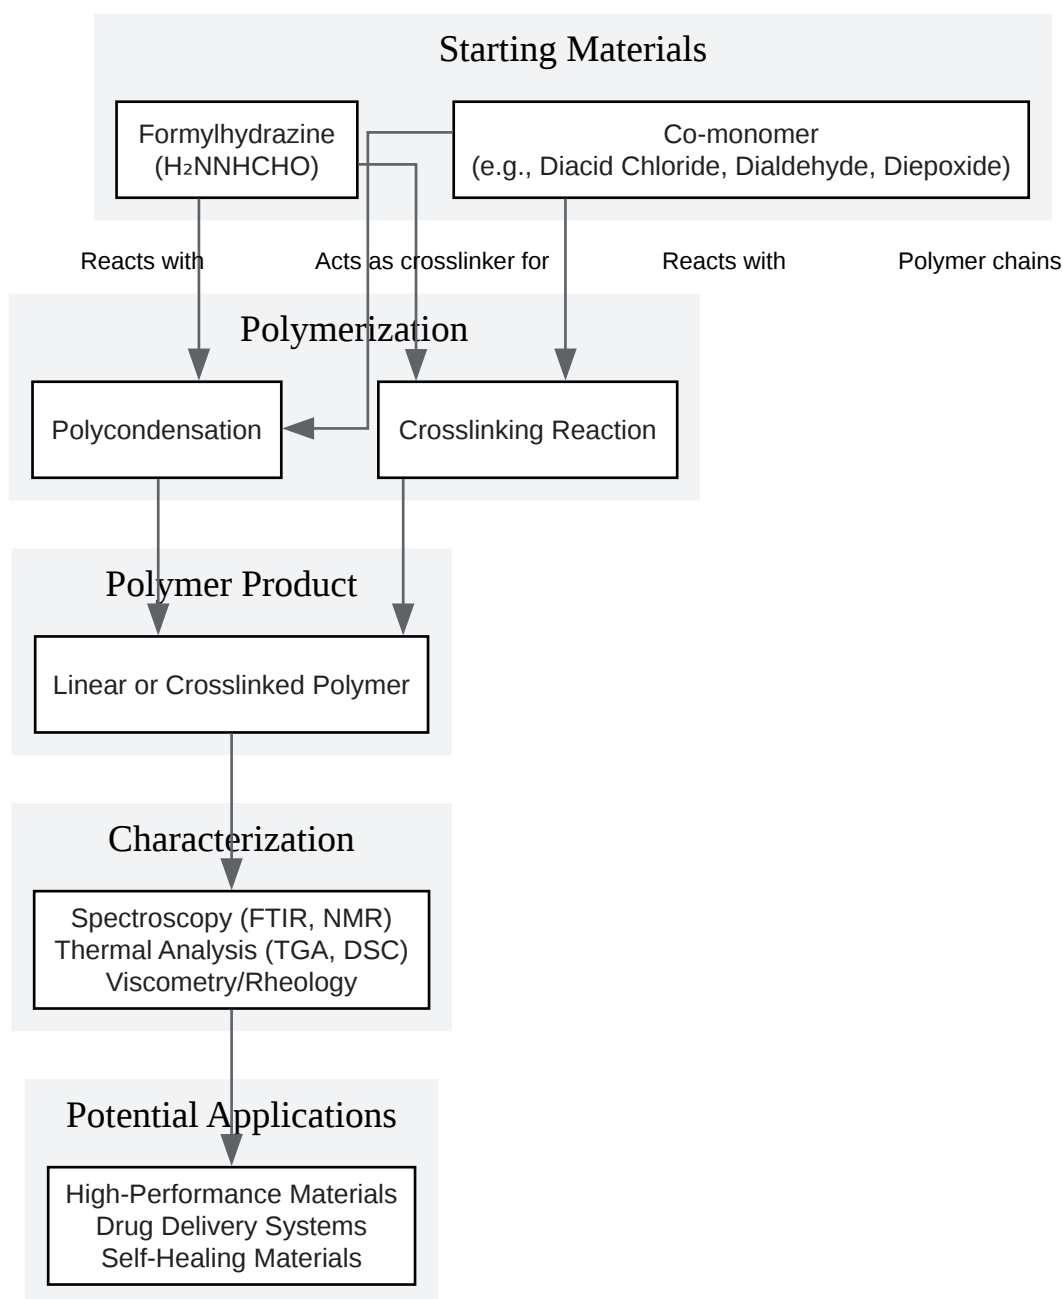 Starting Materials
Formylhydrazine
(H₂NNHCHO)
Co-monomer
(e.g., Diacid Chloride, Dialdehyde, Diepoxide)
Reacts with
Acts as crosslinker for
Reacts with
Polymer chains
Polymerization
Polycondensation
Crosslinking Reaction
Polymer Product
Linear or Crosslinked Polymer
Characterization
Spectroscopy (FTIR, NMR)
Thermal Analysis (TGA, DSC)
Viscometry/Rheology
Potential Applications
High-Performance Materials
Drug Delivery Systems
Self-Healing Materials